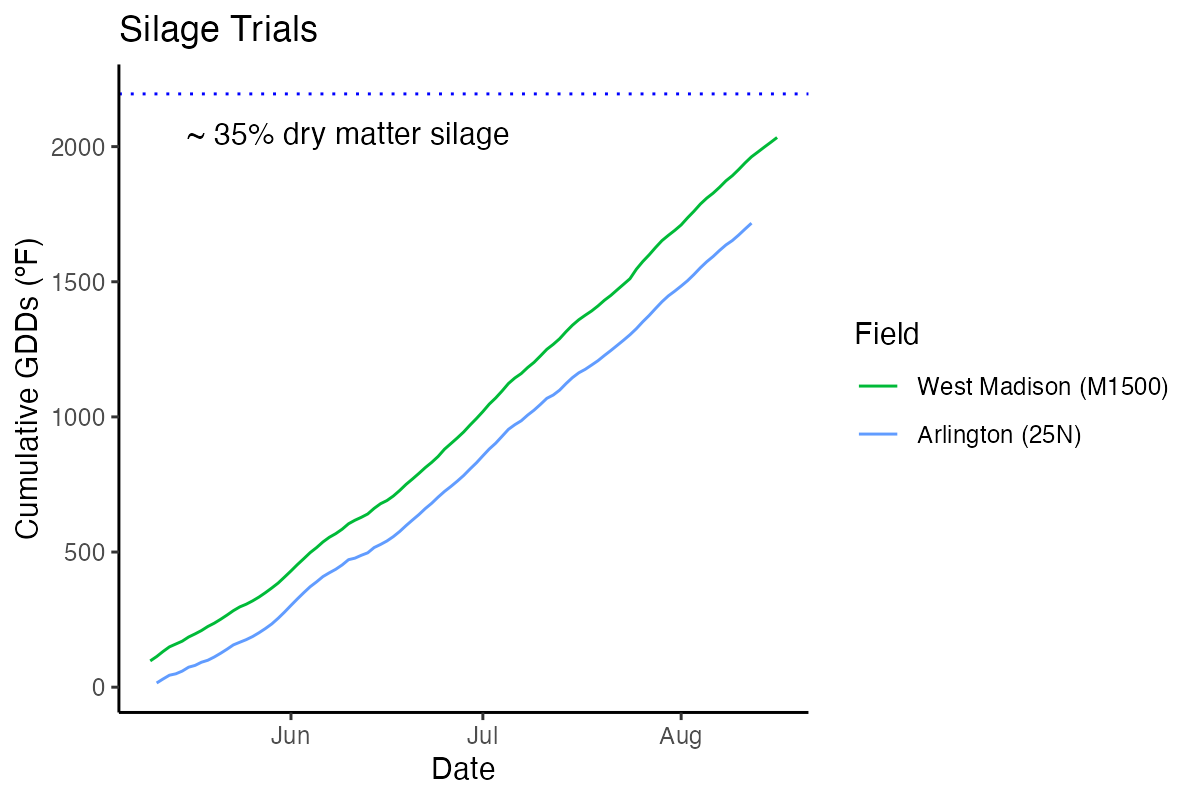 Silage Trials
~ 35% dry matter silage
2000
1500
1000
500
0
Cumulative GDDs (°F)
Jun Jul Aug
Date
Field
West Madison (M1500)
Arlington (25N)